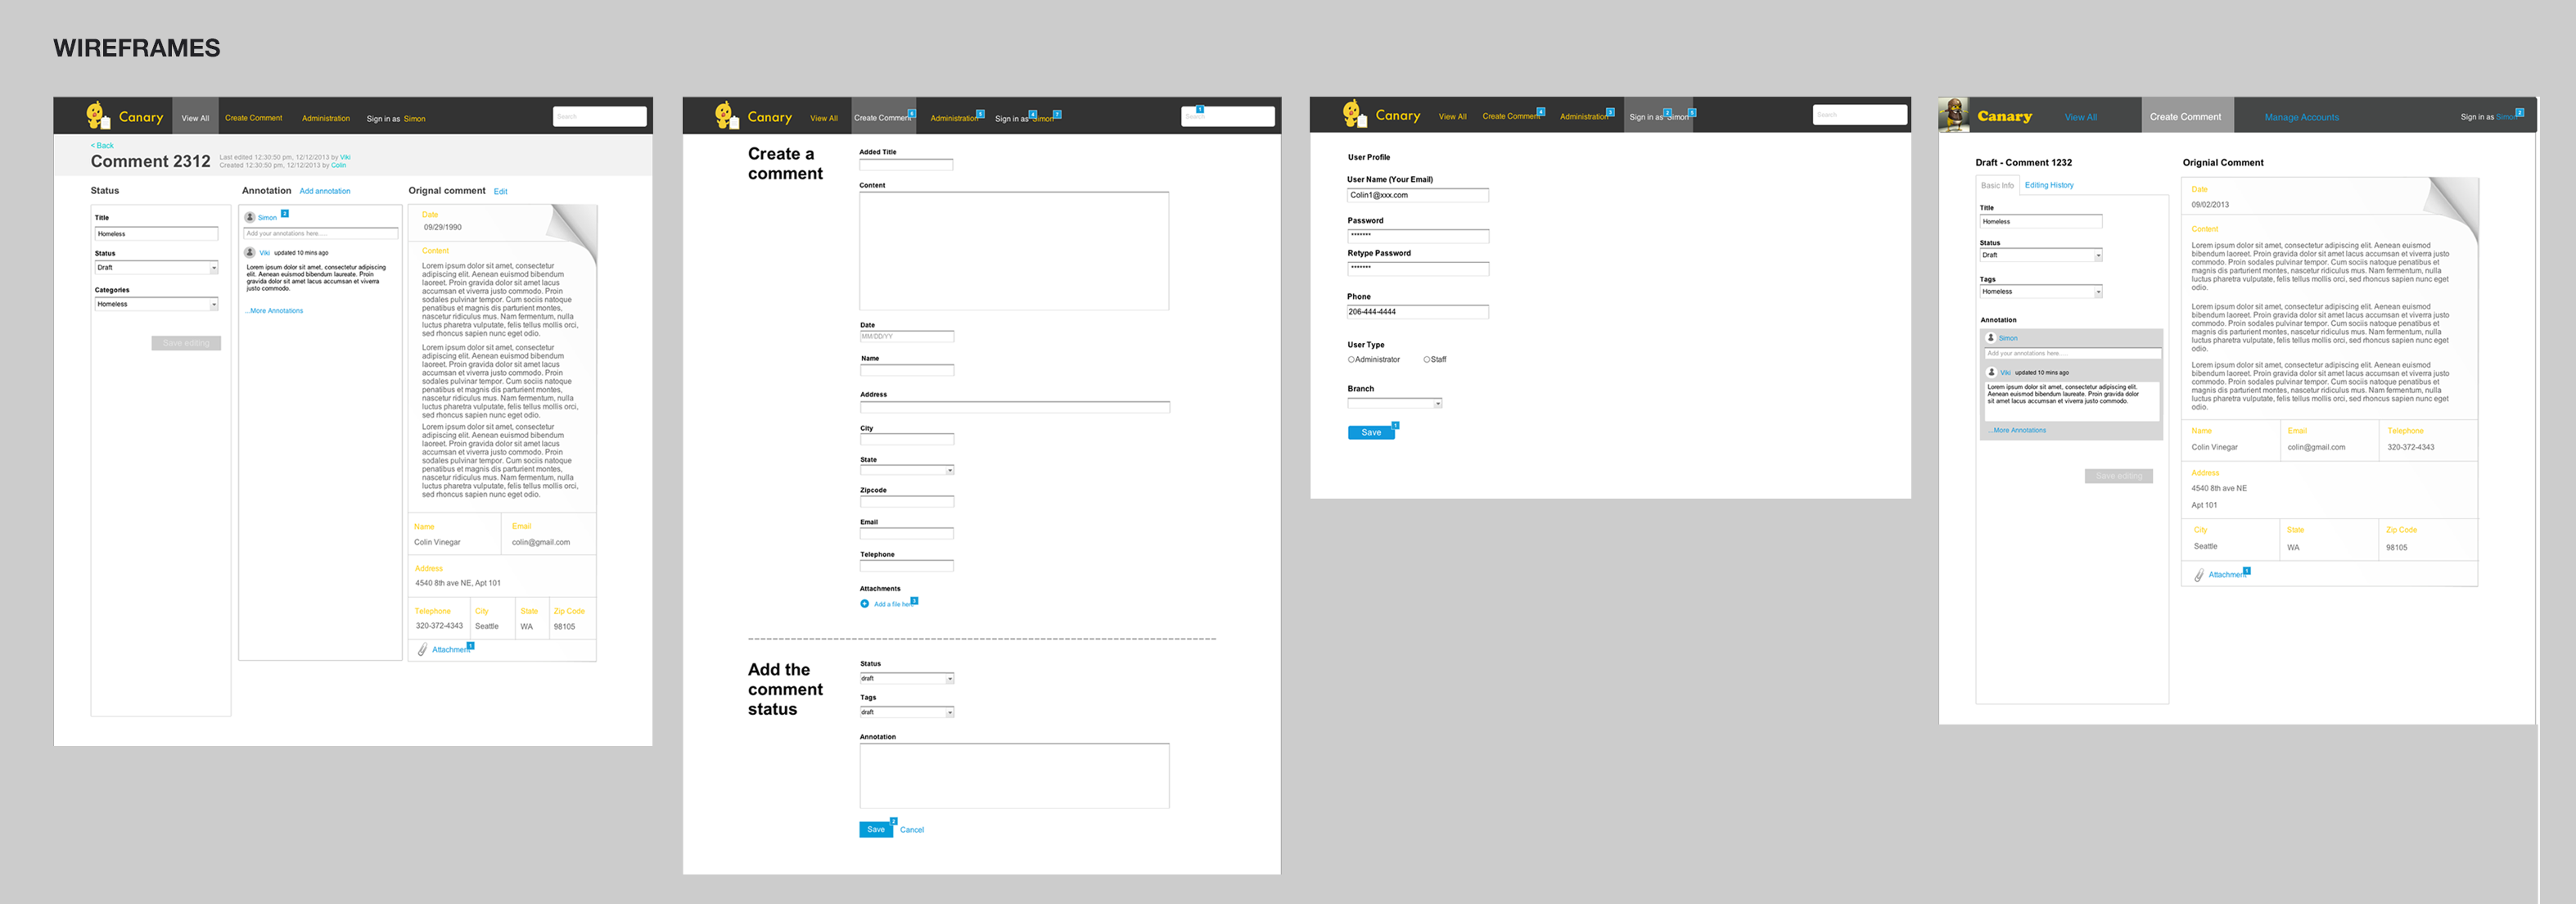 WIREFRAMES
Canary
View All
Create Comment
Administration
Sign in as Simon
Search
< Back
Comment 2312
Last edited 12:30:50 pm, 12/12/2013 by Viki
Created 12:30:50 pm, 12/12/2013 by Colin
Status
Title
Homeless
Status
Draft
Categories
Homeless
Save editing
Annotation
Add annotation
Simon
2
Add your annotations here.....
Viki updated 10 mins ago
Lorem ipsum dolor sit amet, consectetur adipiscing
elit. Aenean euismod bibendum laureate. Proin
gravida dolor sit amet lacus accumsan et viverra
justo commodo.
...More Annotations
Orignal comment
Edit
Date
09/29/1990
Content
Lorem ipsum dolor sit amet, consectetur
adipiscing elit. Aenean euismod bibendum
laoreet. Proin gravida dolor sit amet lacus
accumsan et viverra justo commodo. Proin
sodales pulvinar tempor. Cum sociis natoque
penatibus et magnis dis parturient montes,
nascetur ridiculus mus. Nam fermentum, nulla
luctus pharetra vulputate, felis tellus mollis orci,
sed rhoncus sapien nunc eget odio.
Lorem ipsum dolor sit amet, consectetur
adipiscing elit. Aenean euismod bibendum
laoreet. Proin gravida dolor sit amet lacus
accumsan et viverra justo commodo. Proin
sodales pulvinar tempor. Cum sociis natoque
penatibus et magnis dis parturient montes,
nascetur ridiculus mus. Nam fermentum, nulla
luctus pharetra vulputate, felis tellus mollis orci,
sed rhoncus sapien nunc eget odio.
Lorem ipsum dolor sit amet, consectetur
adipiscing elit. Aenean euismod bibendum
laoreet. Proin gravida dolor sit amet lacus
accumsan et viverra justo commodo. Proin
sodales pulvinar tempor. Cum sociis natoque
penatibus et magnis dis parturient montes,
nascetur ridiculus mus. Nam fermentum, nulla
luctus pharetra vulputate, felis tellus mollis orci,
sed rhoncus sapien nunc eget odio.
Name
Colin Vinegar
Email
colin@gmail.com
Address
4540 8th ave NE, Apt 101
Telephone
320-372-4343
City
Seattle
State
WA
Zip Code
98105
Attachment
1
Canary
View All
Create Comment
Administration
Sign in as Simon
Search
Create a
comment
Added Title
Content
Date
MM/DD/YY
Name
Address
City
State
Zipcode
Email
Telephone
Attachments
Add a file here
Add the
comment
status
Status
draft
Tags
draft
Annotation
Save
2
Cancel
Canary
View All
Create Comment
Administration
Sign in as Simon
Search
User Profile
User Name (Your Email)
Colin1@xxx.com
Password
*******
Retype Password
*******
Phone
206-444-4444
User Type
Administrator
Staff
Branch
Save
1
Canary
View All
Create Comment
Manage Accounts
Sign in as Simon
2
Draft - Comment 1232
Basic Info
Editing History
Title
Homeless
Status
Draft
Tags
Homeless
Annotation
Simon
Add your annotations here.....
Viki updated 10 mins ago
Lorem ipsum dolor sit amet, consectetur adipiscing elit.
Aenean euismod bibendum laoreet. Proin gravida dolor
sit amet lacus accumsan et viverra justo commodo.
...More Annotations
Save editing
Orignial Comment
Date
09/02/2013
Content
Lorem ipsum dolor sit amet, consectetur adipiscing elit. Aenean euismod
bibendum laoreet. Proin gravida dolor sit amet lacus accumsan et viverra justo
commodo. Proin sodales pulvinar tempor. Cum sociis natoque penatibus et
magnis dis parturient montes, nascetur ridiculus mus. Nam fermentum, nulla
luctus pharetra vulputate, felis tellus mollis orci, sed rhoncus sapien nunc eget
odio.
Lorem ipsum dolor sit amet, consectetur adipiscing elit. Aenean euismod
bibendum laoreet. Proin gravida dolor sit amet lacus accumsan et viverra justo
commodo. Proin sodales pulvinar tempor. Cum sociis natoque penatibus et
magnis dis parturient montes, nascetur ridiculus mus. Nam fermentum, nulla
luctus pharetra vulputate, felis tellus mollis orci, sed rhoncus sapien nunc eget
odio.
Lorem ipsum dolor sit amet, consectetur adipiscing elit. Aenean euismod
bibendum laoreet. Proin gravida dolor sit amet lacus accumsan et viverra justo
commodo. Proin sodales pulvinar tempor. Cum sociis natoque penatibus et
magnis dis parturient montes, nascetur ridiculus mus. Nam fermentum, nulla
luctus pharetra vulputate, felis tellus mollis orci, sed rhoncus sapien nunc eget
odio.
Name
Colin Vinegar
Email
colin@gmail.com
Telephone
320-372-4343
Address
4540 8th ave NE
Apt 101
City
Seattle
State
WA
Zip Code
98105
Attachment
1